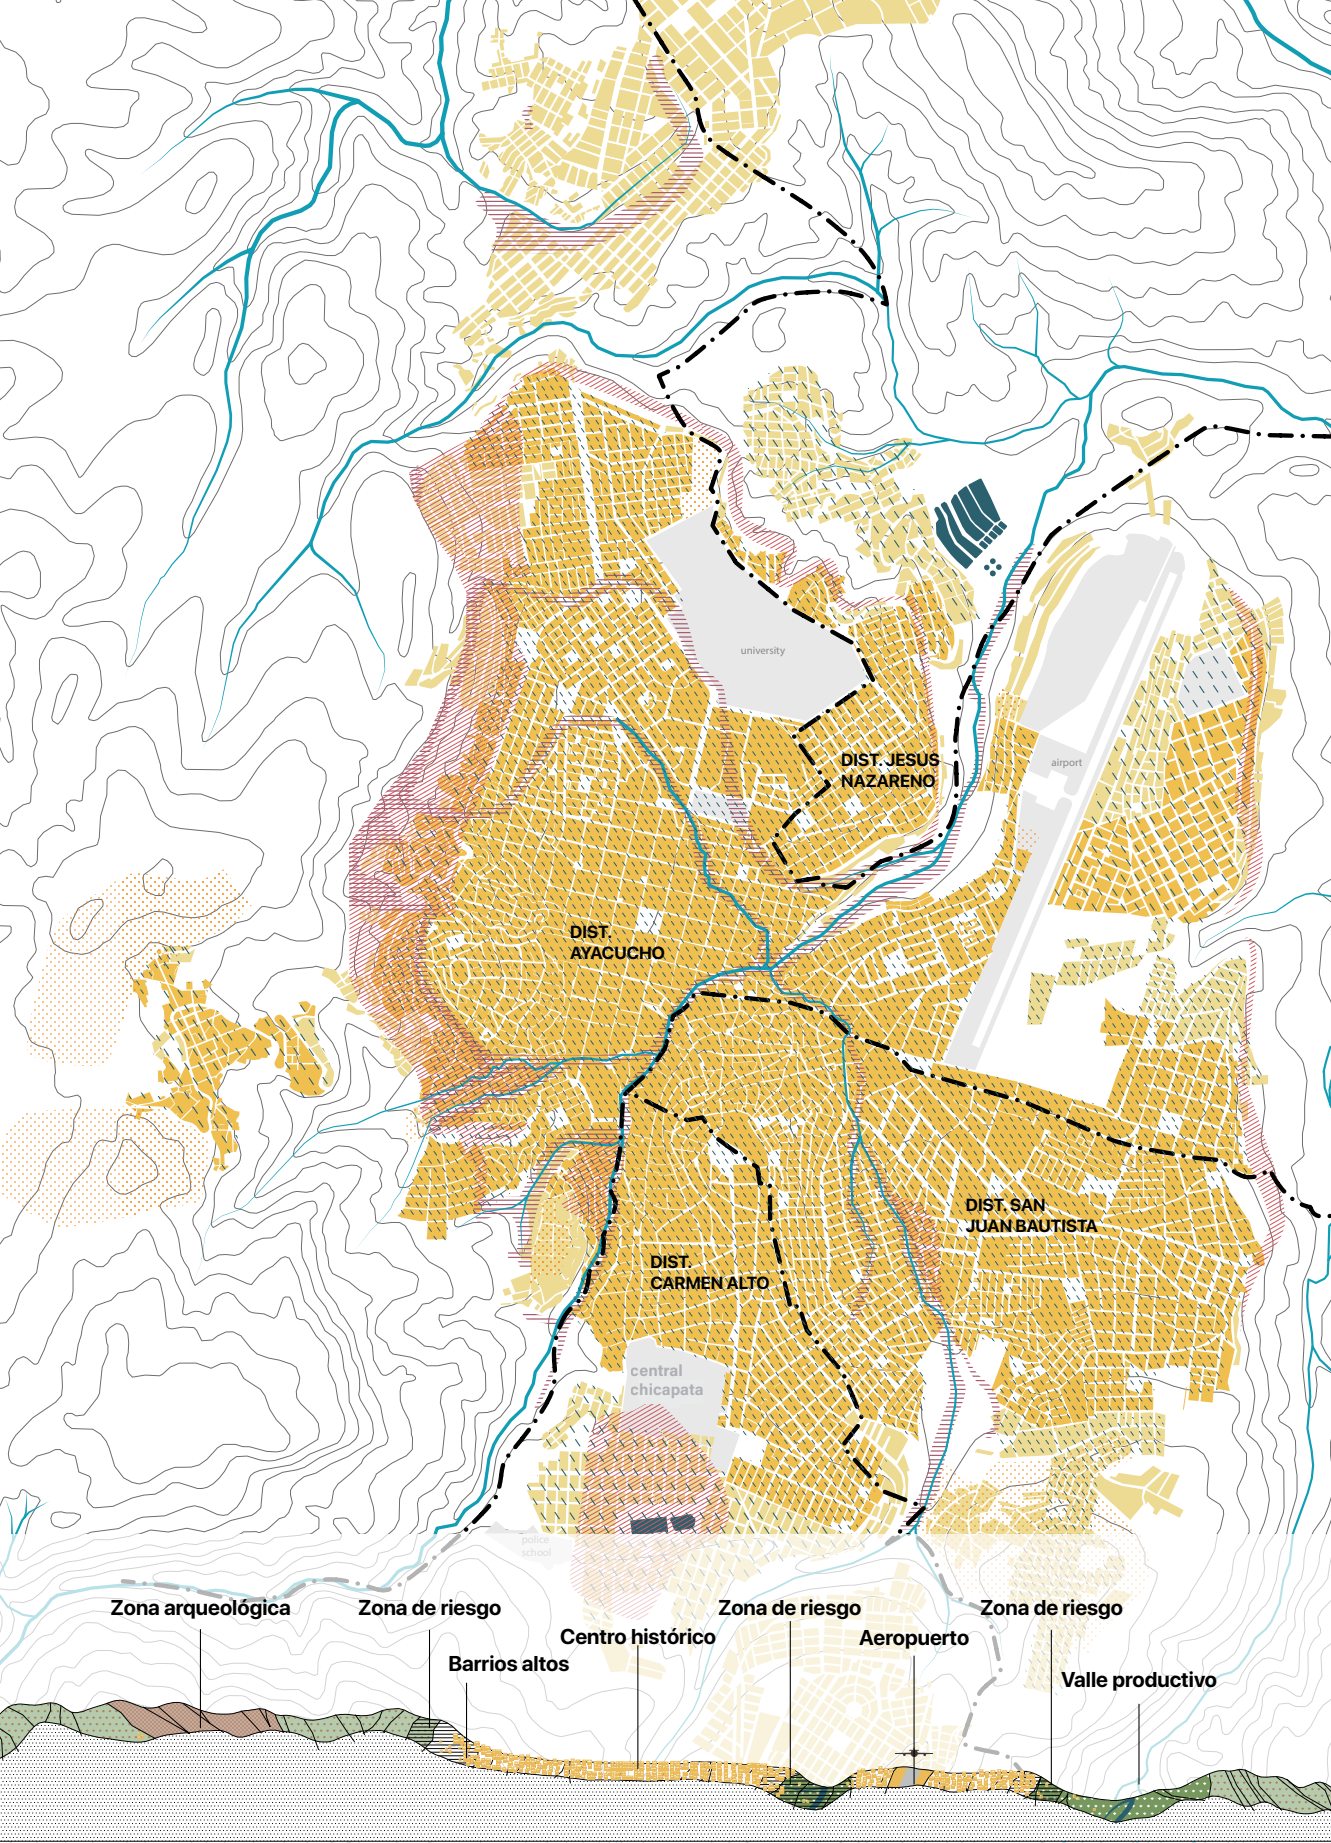 university
DIST. JESUS
NAZARENO
airport
DIST.
AYACUCHO
DIST. SAN
JUAN BAUTISTA
DIST.
CARMEN ALTO
central
chicapata
police
school
Zona arqueológica
Zona de riesgo
Zona de riesgo
Zona de riesgo
Centro histórico
Aeropuerto
Barrios altos
Valle productivo